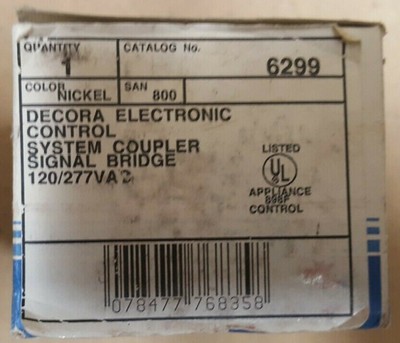 QUANTITY 1
CATALOG No. 6299
COLOR NICKEL
SAN 800
DECORA ELECTRONIC
CONTROL
SYSTEM COUPLER
SIGNAL BRIDGE
120/277VAC
LISTED
UL
APPLIANCE
898F
CONTROL
078477 768358